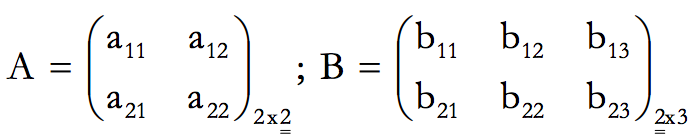 A = ( a₁₁ a₁₂ a₂₁ a₂₂ )₂ₓ₂ ; B = ( b₁₁ b₁₂ b₁₃ b₂₁ b₂₂ b₂₃ )₂ₓ₃